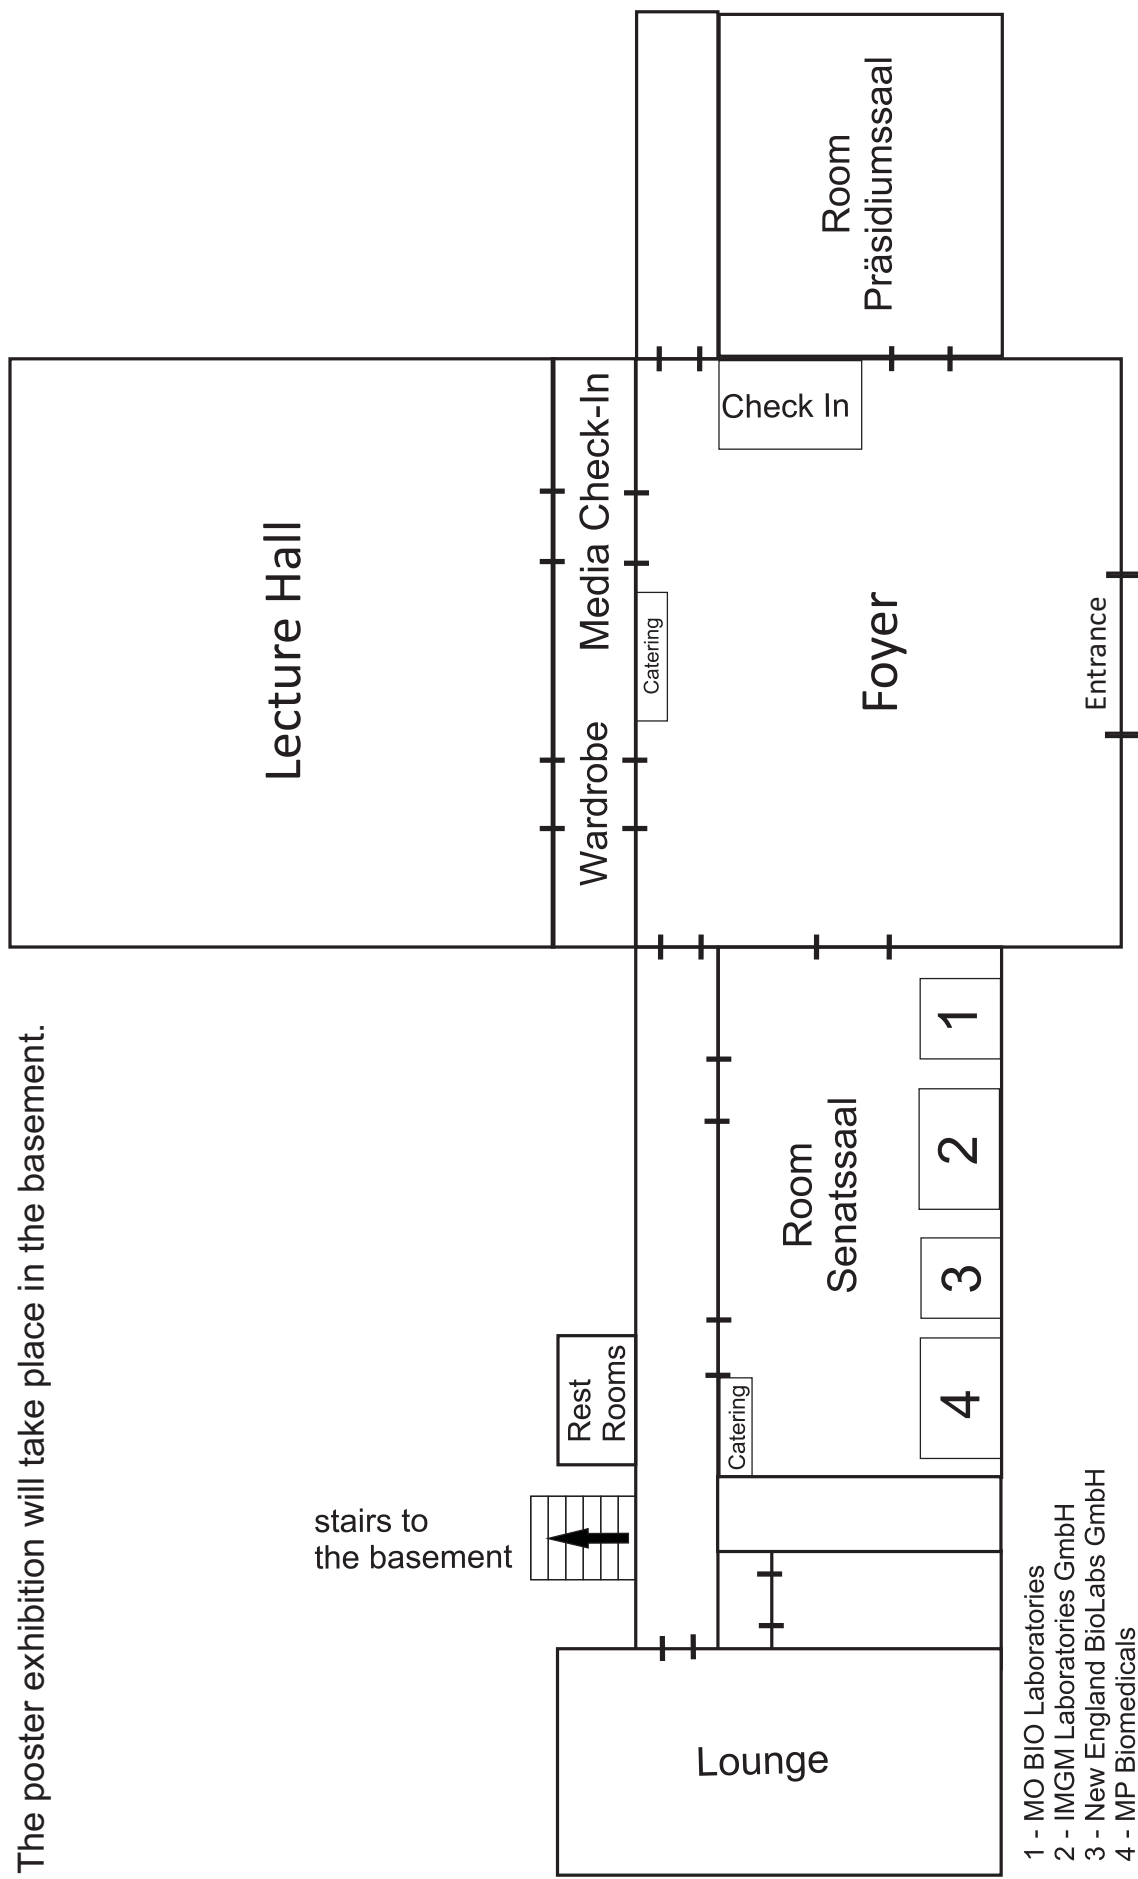 The poster exhibition will take place in the basement.
stairs to
the basement
Rest
Rooms
Lounge
Lecture Hall
Wardrobe
Media Check-In
Catering
Foyer
Entrance
Check In
Room
Präsidiumssaal
Room
Senatssaal
Catering
4
3
2
1
1 - MO BIO Laboratories
2 - IMGM Laboratories GmbH
3 - New England BioLabs GmbH
4 - MP Biomedicals